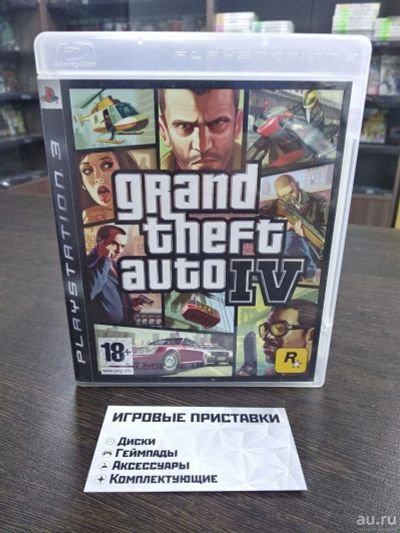 Blu-ray Disc
PLAYSTATION 3
PLAYSTATION 3
grand
theft
auto IV
18+
www.pegi.info
R
ИГРОВЫЕ ПРИСТАВКИ
Диски
Геймпады
Аксессуары
Комплектующие
au.ru